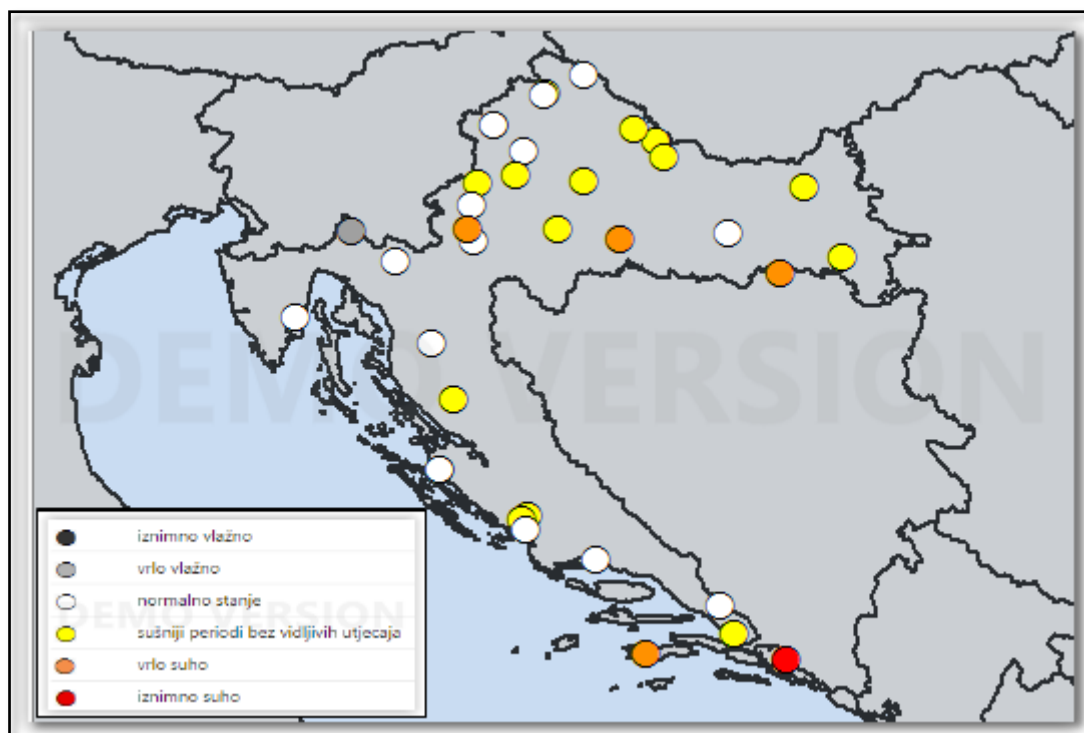 DEMO VERSION
iznimno vlažno
vrlo vlažno
normalno stanje
DEMO VERSION
sušniji periodi bez vidljivih utjecaja
vrlo suho
iznimno suho